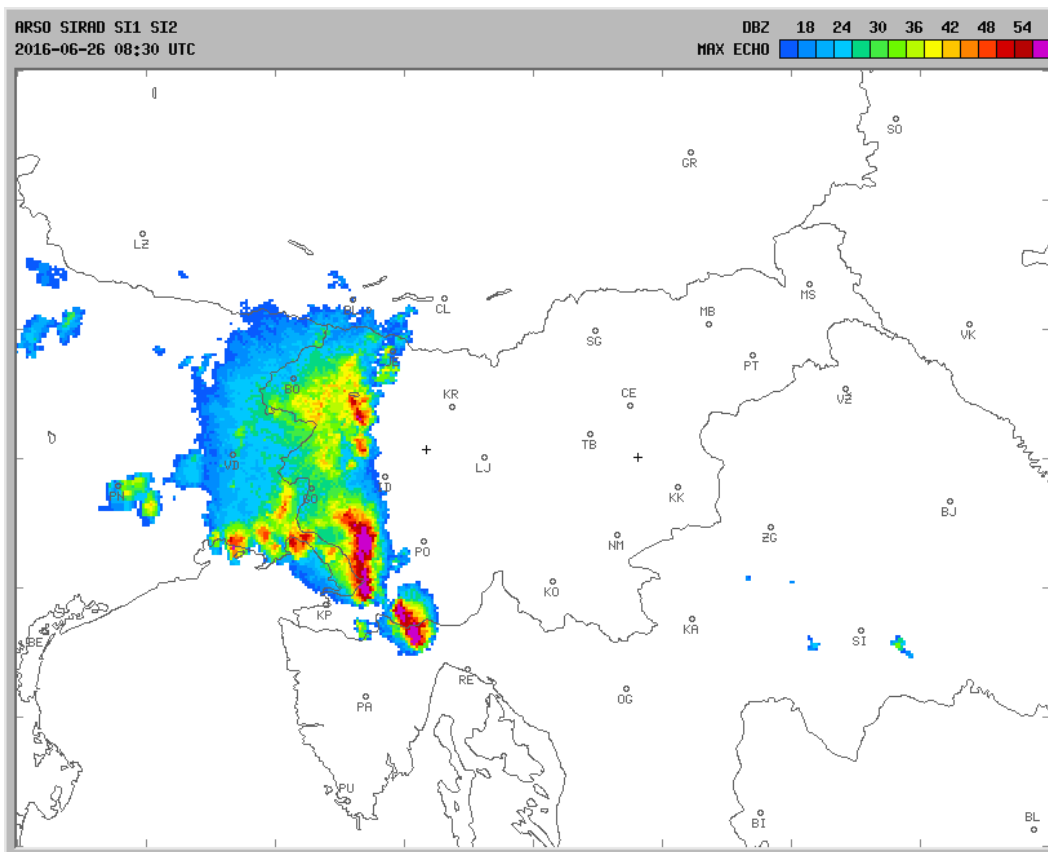 ARSO SIRAD SI1 SI2
2016-06-26 08:30 UTC
DBZ 18 24 30 36 42 48 54
MAX ECHO
SO
GR
LZ
MS
CL
MB
VK
SG
PT
BO
VŽ
KR
CE
TB
VD
LJ
PN
GO
KK
BJ
ZG
NM
PO
KO
KP
KA
BE
SI
RE
PA
OG
PU
BI
BL